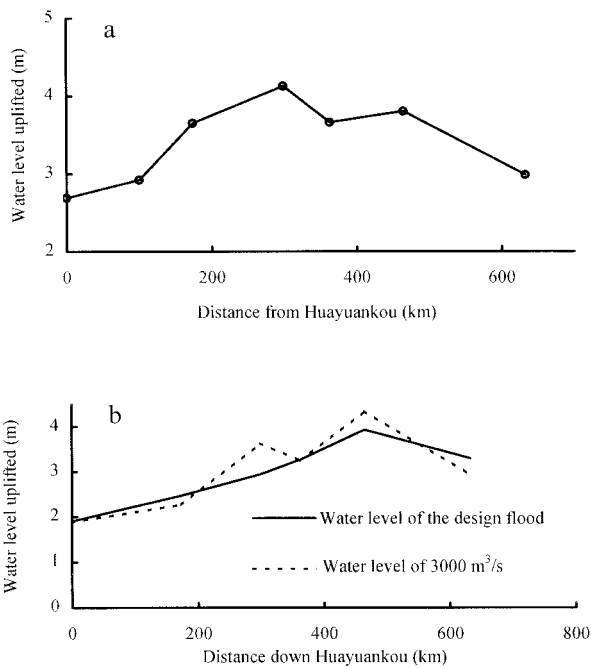 a
5
4
3
2
Water level uplifted (m)
0 200 400 600
Distance from Huayuankou (km)
b
4
3
2
1
0
Water level uplifted (m)
Water level of the design flood
Water level of 3000 m³/s
0 200 400 600 800
Distance down Huayuankou (km)